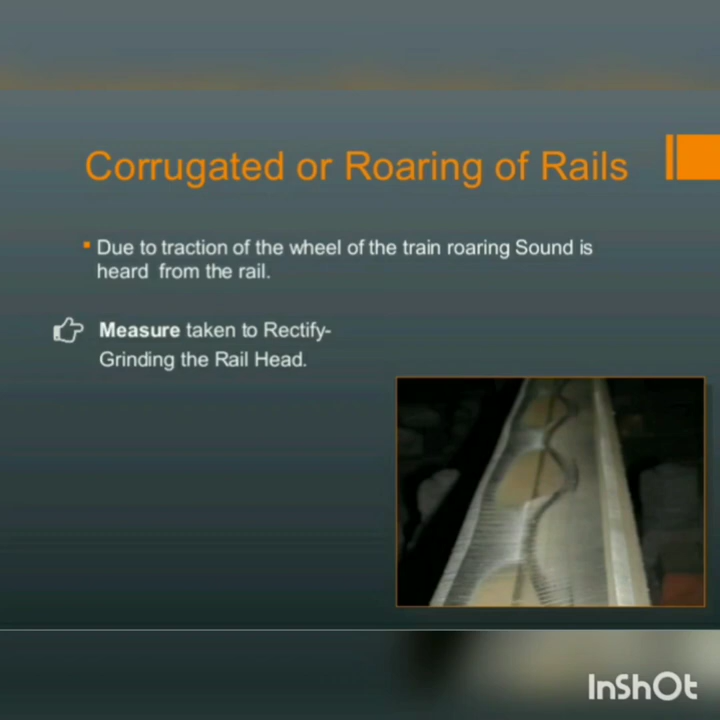 Corrugated or Roaring of Rails
Due to traction of the wheel of the train roaring Sound is
heard from the rail.
Measure taken to Rectify-
Grinding the Rail Head.
InShOt